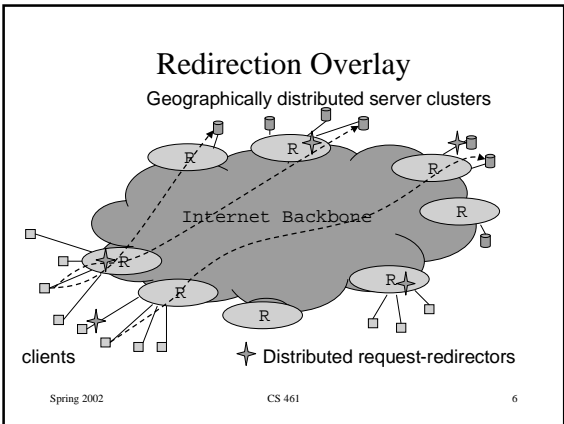 Redirection Overlay
Geographically distributed server clusters
R
R
R
R
Internet Backbone
R
R
R
R
clients
Distributed request-redirectors
Spring 2002
CS 461
6